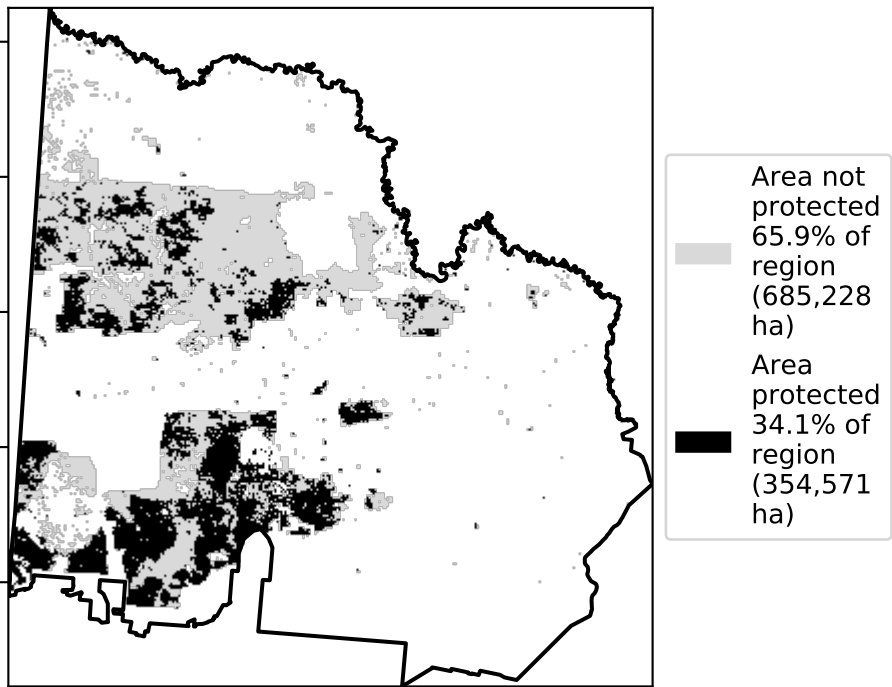 Area not
protected
65.9% of
region
(685,228
ha)
Area
protected
34.1% of
region
(354,571
ha)